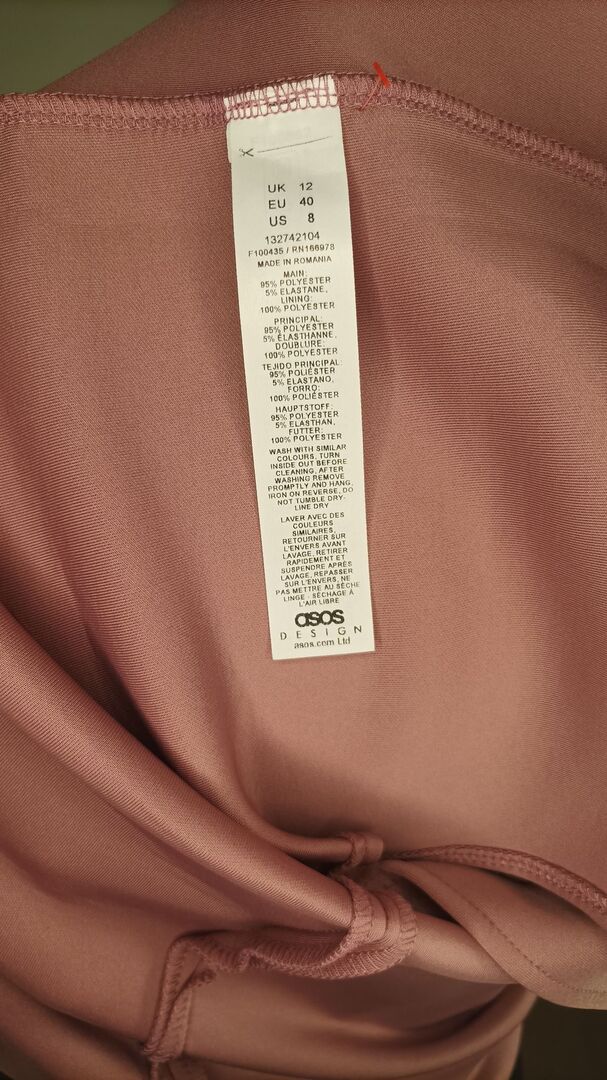 UK 12
EU 40
US 8
132742104
F100435 / RN166978
MADE IN ROMANIA
MAIN:
95% POLYESTER
5% ELASTANE,
LINING:
100% POLYESTER
PRINCIPAL:
95% POLYESTER
5% ÉLASTHANNE,
DOUBLURE:
100% POLYESTER
TEJIDO PRINCIPAL:
95% POLIÉSTER
5% ELASTANO,
FORRO:
100% POLIÉSTER
HAUPTSTOFF:
95% POLYESTER
5% ELASTHAN,
FUTTER:
100% POLYESTER
WASH WITH SIMILAR
COLOURS, TURN
INSIDE OUT BEFORE
CLEANING, AFTER
WASHING REMOVE
PROMPTLY AND HANG,
IRON ON REVERSE, DO
NOT TUMBLE DRY-
LINE DRY
LAVER AVEC DES
COULEURS
SIMILAIRES,
RETOURNER SUR
L'ENVERS AVANT
LAVAGE, RETIRER
RAPIDEMENT ET
SUSPENDRE APRÈS
LAVAGE, REPASSER
SUR L'ENVERS, NE
PAS METTRE AU SÈCHE
LINGE - SÉCHAGE À
L'AIR LIBRE
asos
DESIGN
asos.com Ltd